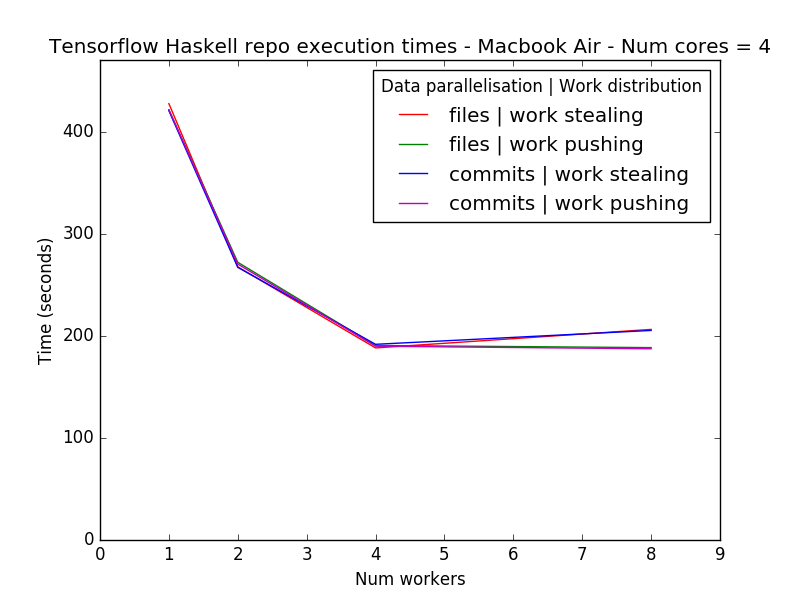 Tensorflow Haskell repo execution times - Macbook Air - Num cores = 4
Data parallelisation | Work distribution
files | work stealing
files | work pushing
commits | work stealing
commits | work pushing
400
300
200
100
0
Time (seconds)
0 1 2 3 4 5 6 7 8 9
Num workers